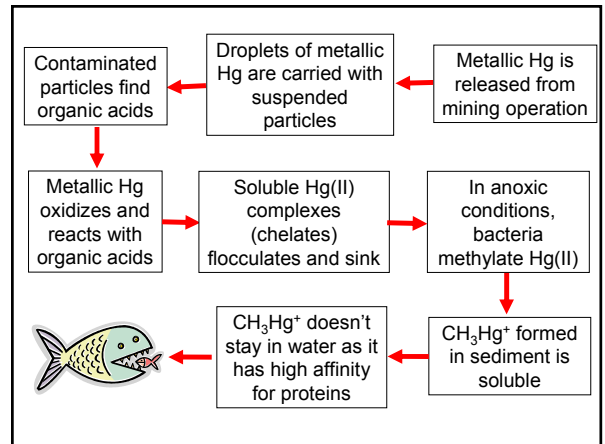 Metallic Hg is
released from
mining operation
Droplets of metallic
Hg are carried with
suspended
particles
Contaminated
particles find
organic acids
Metallic Hg
oxidizes and
reacts with
organic acids
Soluble Hg(II)
complexes
(chelates)
flocculates and sink
In anoxic
conditions,
bacteria
methylate Hg(II)
CH₃Hg⁺ formed
in sediment is
soluble
CH₃Hg⁺ doesn't
stay in water as it
has high affinity
for proteins